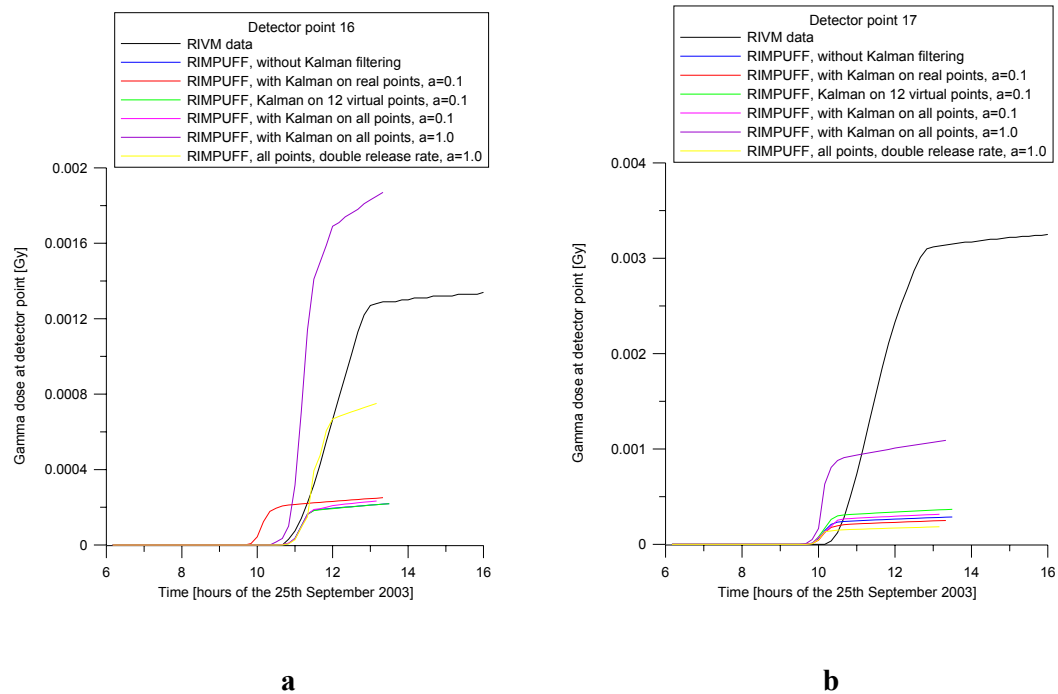 Detector point 16
RIVM data
RIMPUFF, without Kalman filtering
RIMPUFF, with Kalman on real points, a=0.1
RIMPUFF, Kalman on 12 virtual points, a=0.1
RIMPUFF, with Kalman on all points, a=0.1
RIMPUFF, with Kalman on all points, a=1.0
RIMPUFF, all points, double release rate, a=1.0
0.002
0.0016
0.0012
0.0008
0.0004
0
Gamma dose at detector point [Gy]
6 8 10 12 14 16
Time [hours of the 25th September 2003]
a
Detector point 17
RIVM data
RIMPUFF, without Kalman filtering
RIMPUFF, with Kalman on real points, a=0.1
RIMPUFF, Kalman on 12 virtual points, a=0.1
RIMPUFF, with Kalman on all points, a=0.1
RIMPUFF, with Kalman on all points, a=1.0
RIMPUFF, all points, double release rate, a=1.0
0.004
0.003
0.002
0.001
0
Gamma dose at detector point [Gy]
6 8 10 12 14 16
Time [hours of the 25th September 2003]
b